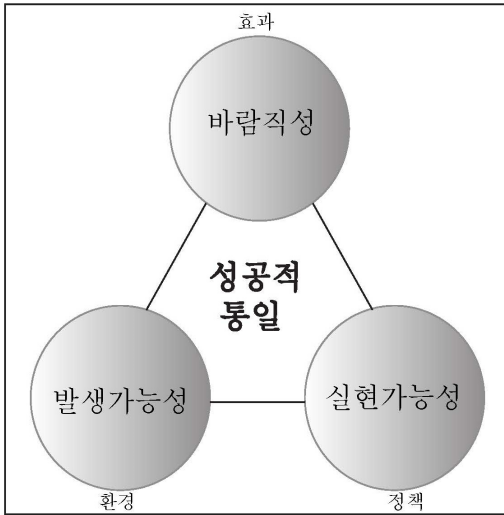 효과
바람직성
성공적
통일
발생가능성
실현가능성
환경
정책